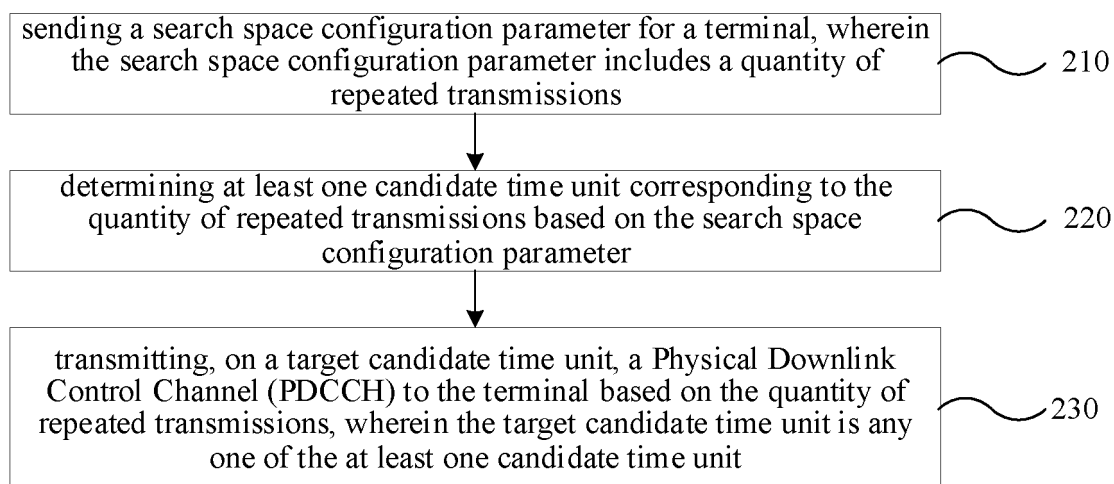 sending a search space configuration parameter for a terminal, wherein
the search space configuration parameter includes a quantity of
repeated transmissions
210
determining at least one candidate time unit corresponding to the
quantity of repeated transmissions based on the search space
configuration parameter
220
transmitting, on a target candidate time unit, a Physical Downlink
Control Channel (PDCCH) to the terminal based on the quantity of
repeated transmissions, wherein the target candidate time unit is any
one of the at least one candidate time unit
230